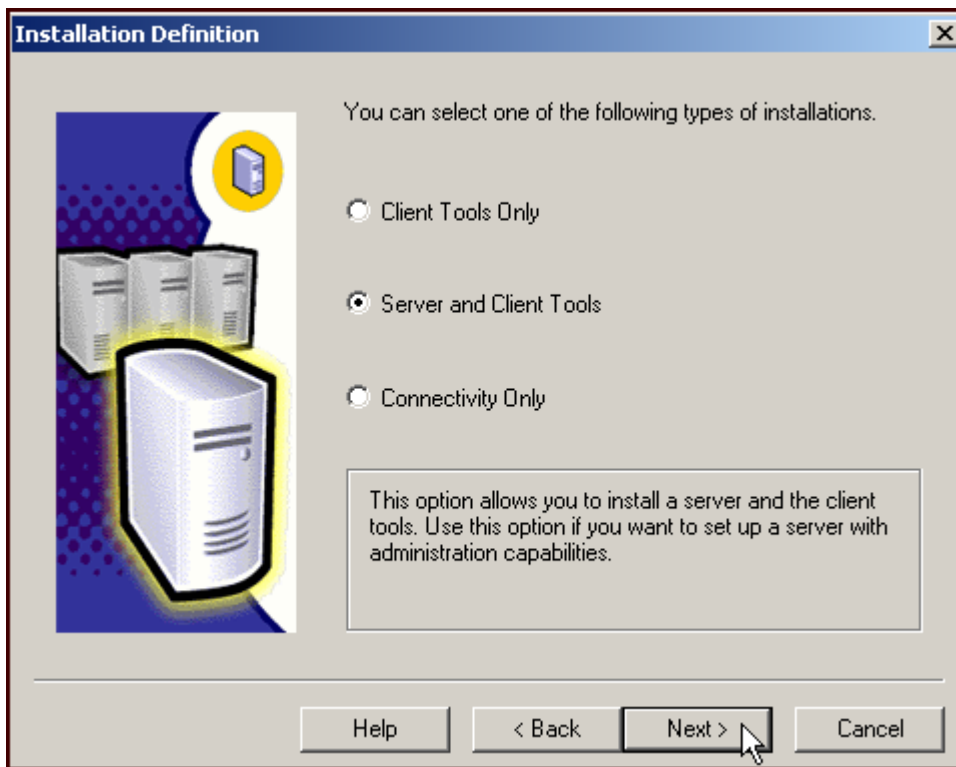 Installation Definition
You can select one of the following types of installations.
Client Tools Only
Server and Client Tools
Connectivity Only
This option allows you to install a server and the client
tools. Use this option if you want to set up a server with
administration capabilities.
Help
< Back
Next >
Cancel